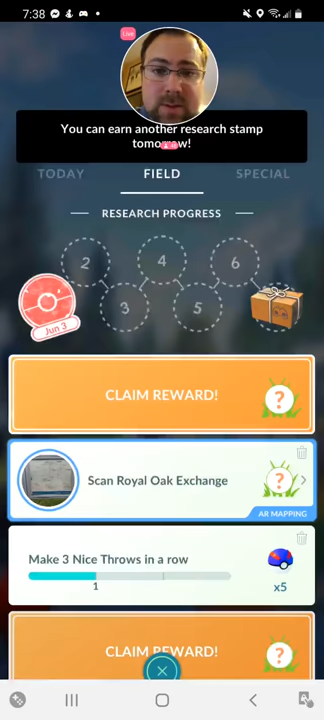 7:38
Live
You can earn another research stamp
tomorrow!
TODAY
FIELD
SPECIAL
RESEARCH PROGRESS
2
4
6
3
5
Jun 3
CLAIM REWARD!
?
Scan Royal Oak Exchange
?
AR MAPPING
Make 3 Nice Throws in a row
1
x5
CLAIM REWARD!
?